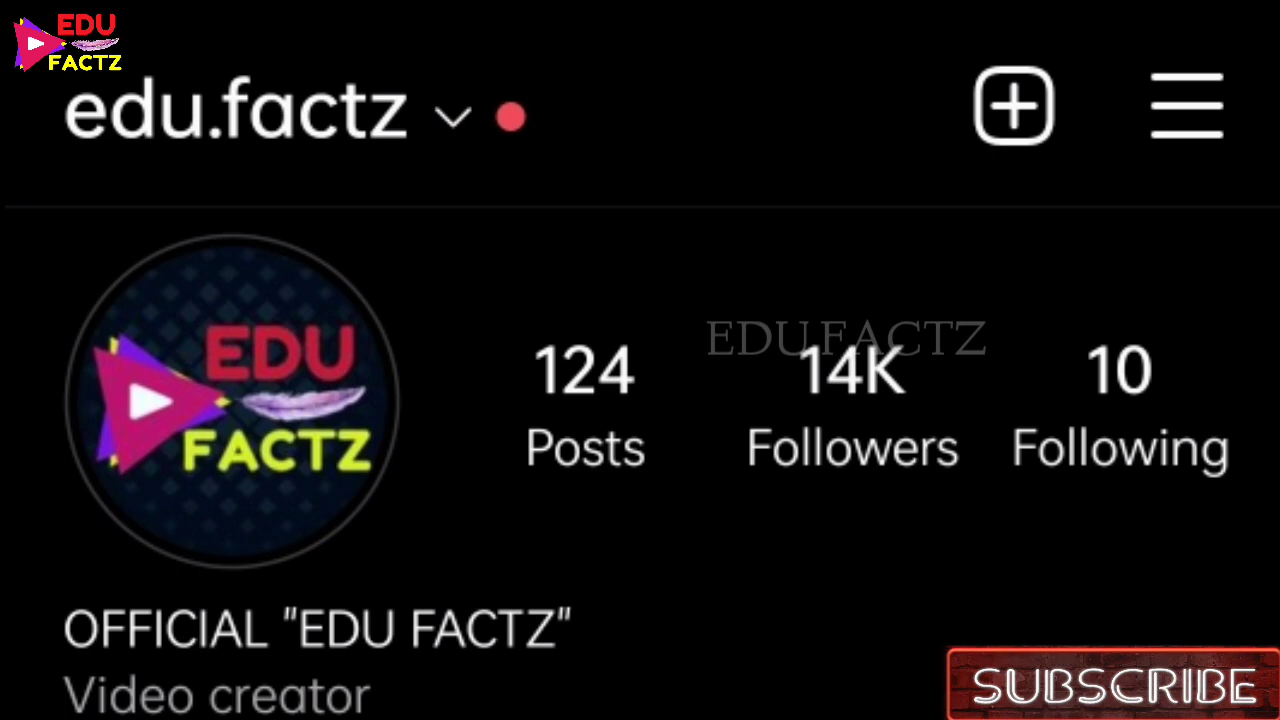 EDU
FACTZ
edu.factz
EDU
FACTZ
EDU FACTZ
124 14K 10
Posts Followers Following
OFFICIAL "EDU FACTZ"
Video creator
SUBSCRIBE